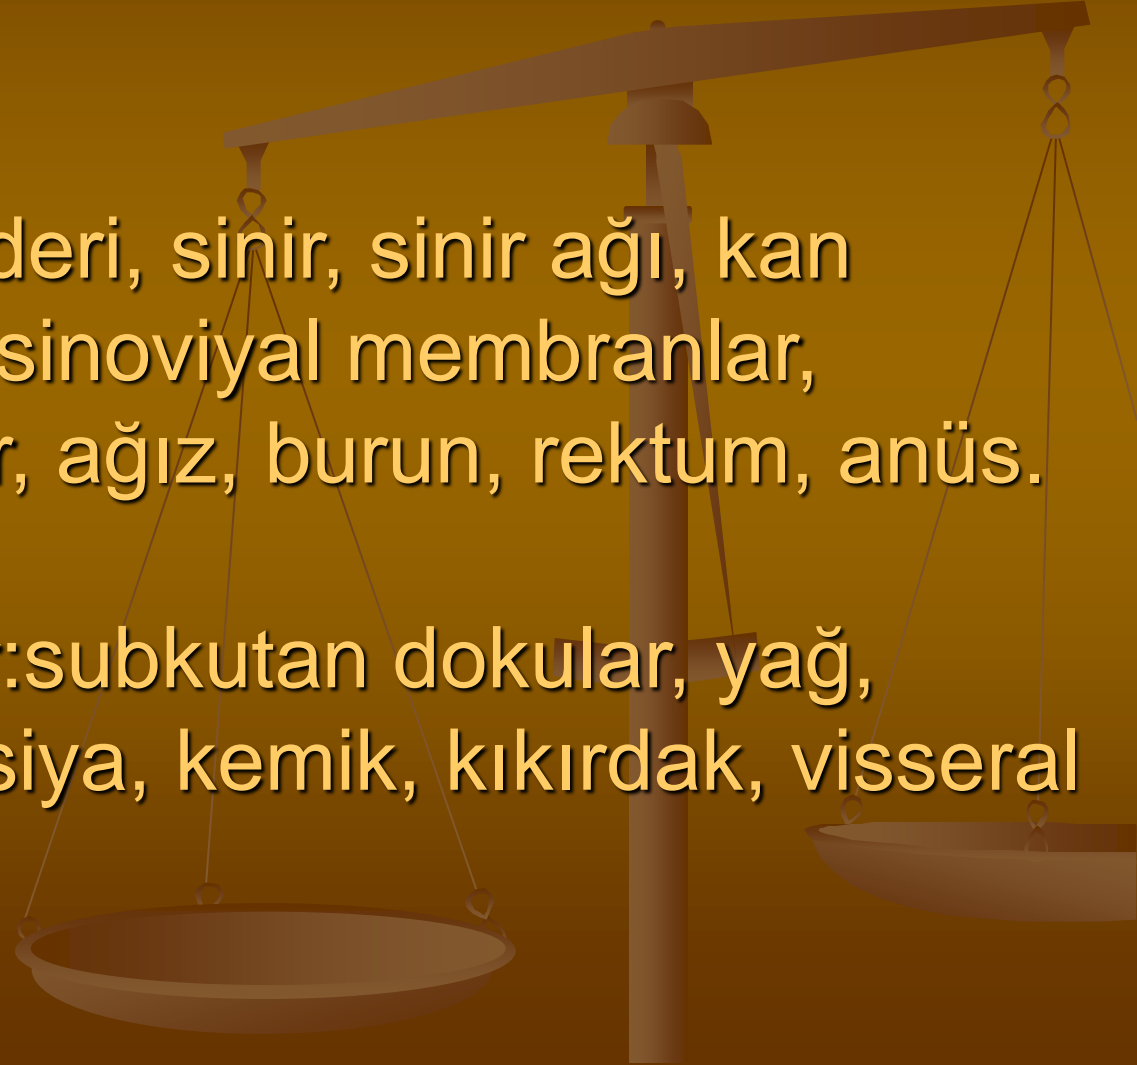 deri, sinir, sinir ağı, kan
sinoviyal membranlar,
, ağız, burun, rektum, anüs.
:subkutan dokular, yağ,
siya, kemik, kıkırdak, visseral